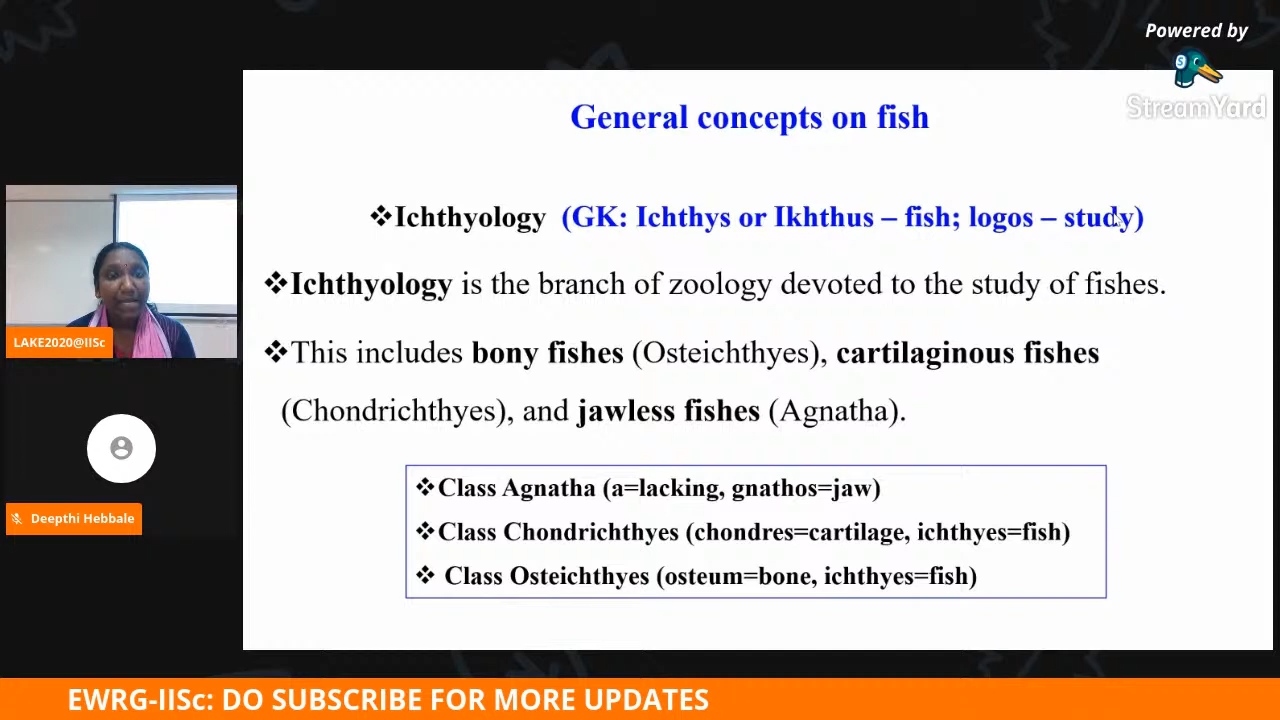 Powered by
StreamYard
General concepts on fish
❖Ichthyology (GK: Ichthys or Ikhthus – fish; logos – study)
❖Ichthyology is the branch of zoology devoted to the study of fishes.
❖This includes bony fishes (Osteichthyes), cartilaginous fishes
(Chondrichthyes), and jawless fishes (Agnatha).
❖Class Agnatha (a=lacking, gnathos=jaw)
❖Class Chondrichthyes (chondres=cartilage, ichthyes=fish)
❖ Class Osteichthyes (osteum=bone, ichthyes=fish)
LAKE2020@IISc
Deepthi Hebbale
EWRG-IISc: DO SUBSCRIBE FOR MORE UPDATES